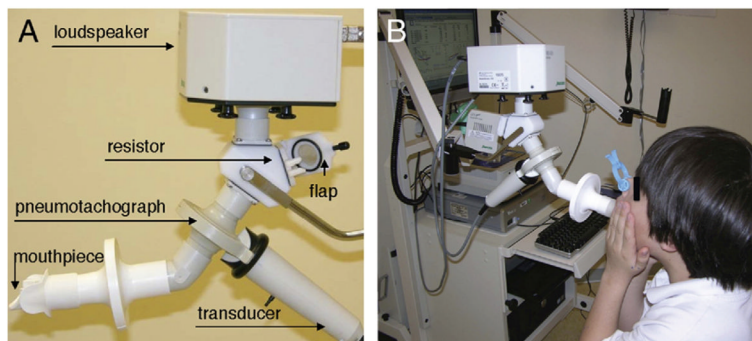 A
loudspeaker
resistor
flap
pneumotachograph
mouthpiece
transducer
B